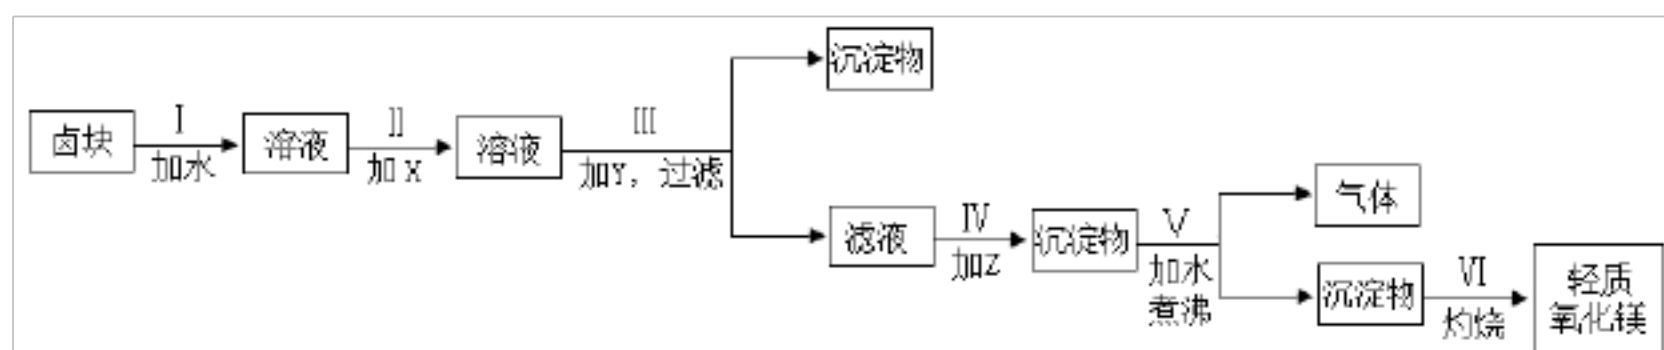 卤块
Ⅰ
加水
溶液
Ⅱ
加X
溶液
Ⅲ
加Y，过滤
沉淀物
滤液
Ⅳ
加Z
沉淀物
Ⅴ
加水
煮沸
气体
沉淀物
Ⅵ
灼烧
轻质
氧化镁